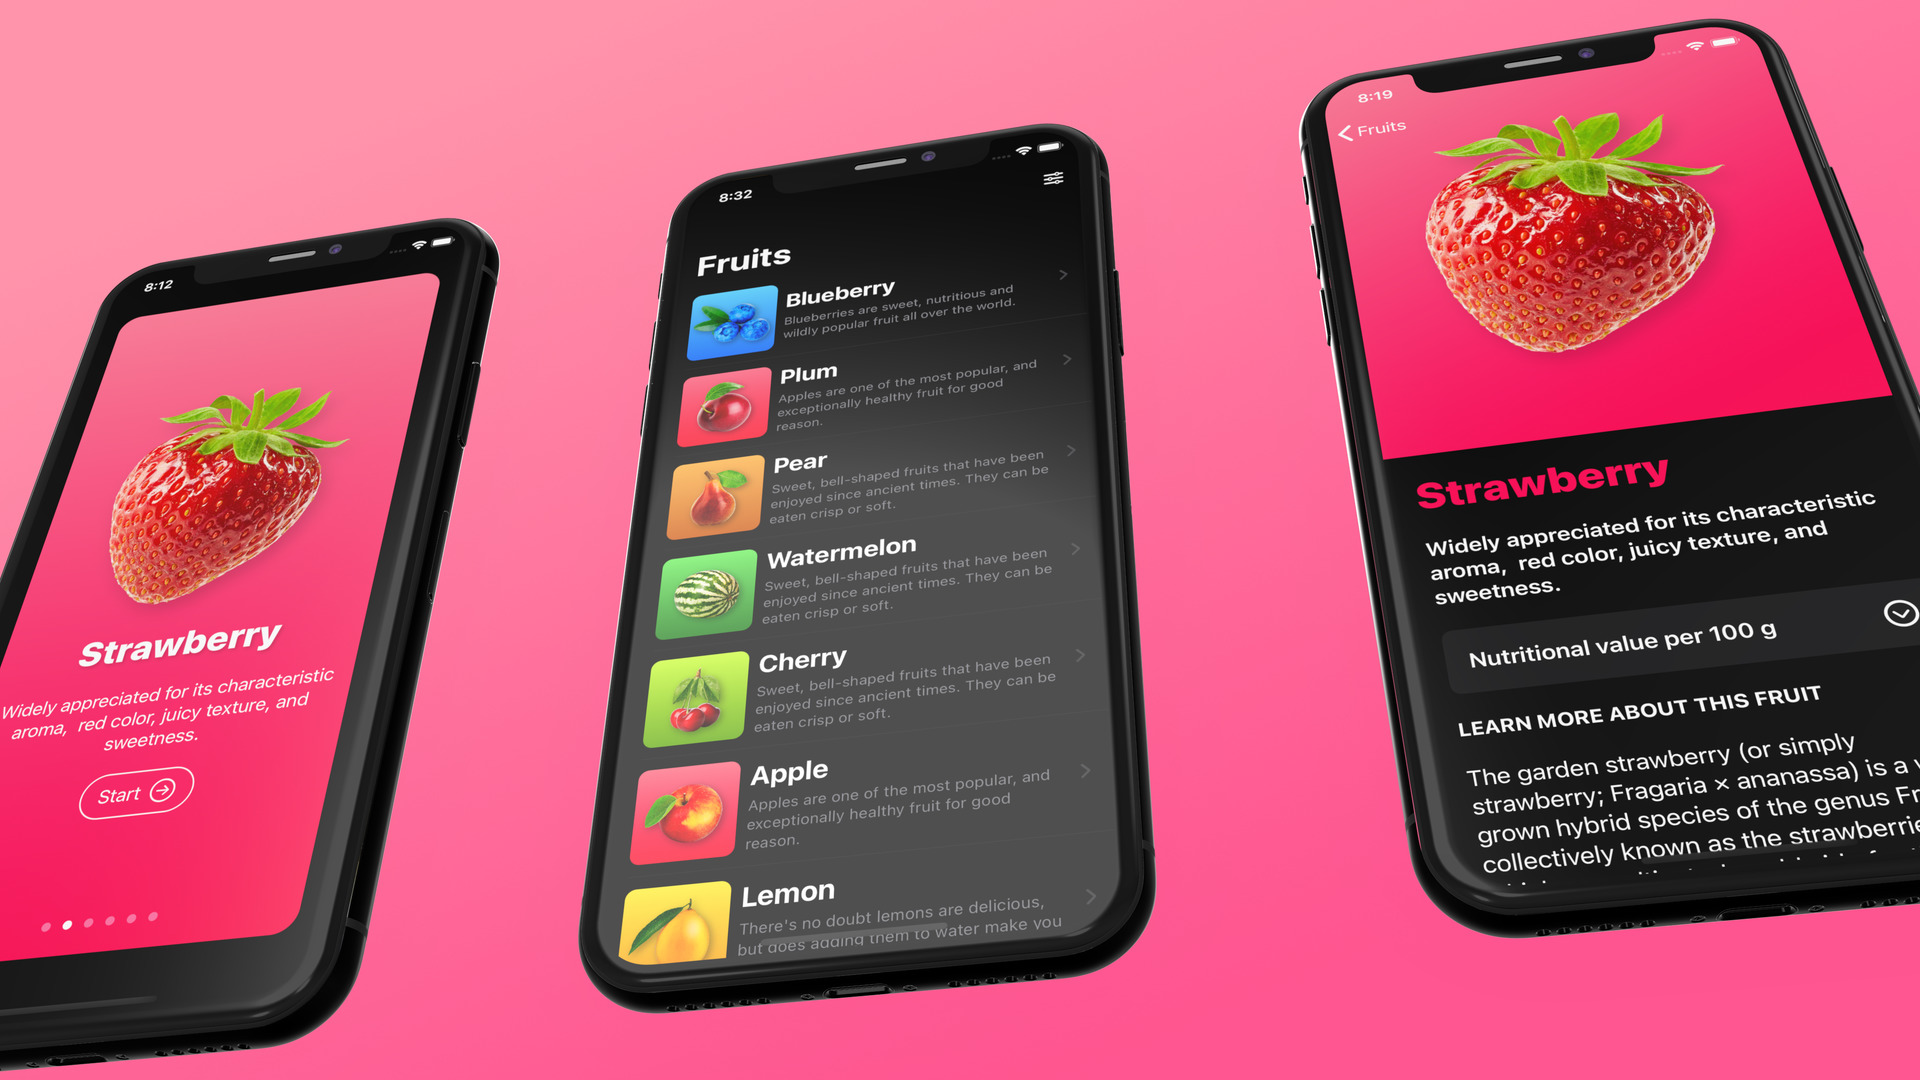 8:12
Strawberry
Widely appreciated for its characteristic
aroma,  red color, juicy texture, and
sweetness.
Start
8:32
Fruits
Blueberry
Blueberries are sweet, nutritious and
wildly popular fruit all over the world.
Plum
Apples are one of the most popular, and
exceptionally healthy fruit for good
reason.
Pear
Sweet, bell-shaped fruits that have been
enjoyed since ancient times. They can be
eaten crisp or soft.
Watermelon
Sweet, bell-shaped fruits that have been
enjoyed since ancient times. They can be
eaten crisp or soft.
Cherry
Sweet, bell-shaped fruits that have been
enjoyed since ancient times. They can be
eaten crisp or soft.
Apple
Apples are one of the most popular, and
exceptionally healthy fruit for good
reason.
Lemon
There's no doubt lemons are delicious,
but does adding them to water make you
8:19
Fruits
Strawberry
Widely appreciated for its characteristic
aroma,  red color, juicy texture, and
sweetness.
Nutritional value per 100 g
LEARN MORE ABOUT THIS FRUIT
The garden strawberry (or simply
strawberry; Fragaria × ananassa) is a
grown hybrid species of the genus
collectively known as the